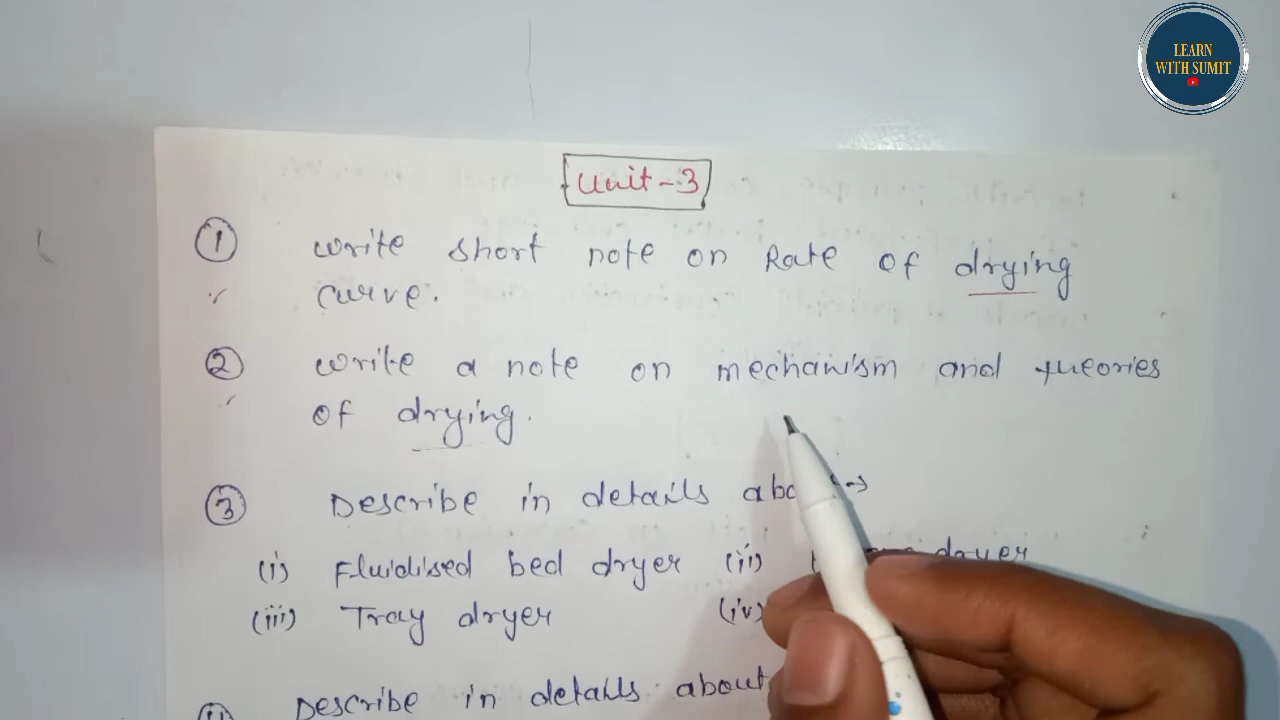 LEARN
WITH SUMIT
Unit-3
① Write short note on Rate of drying
curve.
② Write a note on mechanism and theories
of drying.
③ Describe in details
(i) Fluidised bed dryer (ii) dryer
(iii) Tray dryer (iv)
Describe in details about